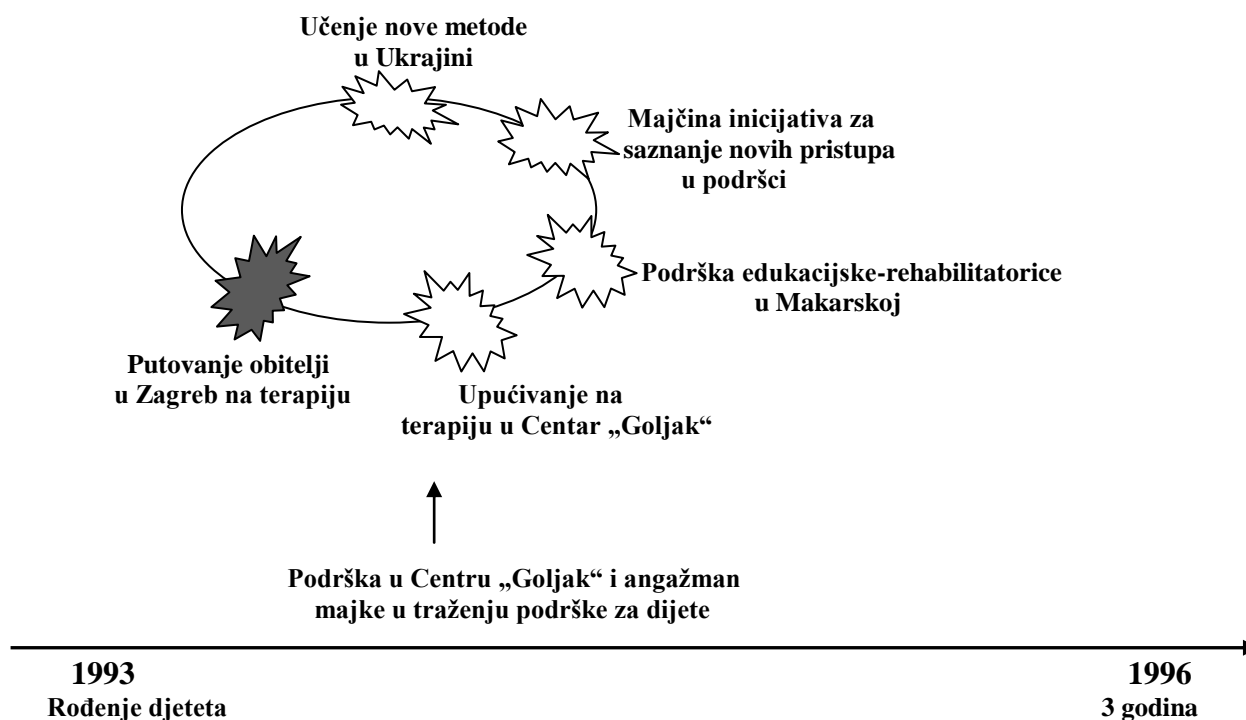 Učenje nove metode
u Ukrajini
Majčina inicijativa za
saznanje novih pristupa
u podršci
Podrška edukacijske-rehabilitatorice
u Makarskoj
Putovanje obitelji
u Zagreb na terapiju
Upućivanje na
terapiju u Centar „Goljak“
Podrška u Centru „Goljak“ i angažman
majke u traženju podrške za dijete
1993
Rođenje djeteta
1996
3 godina